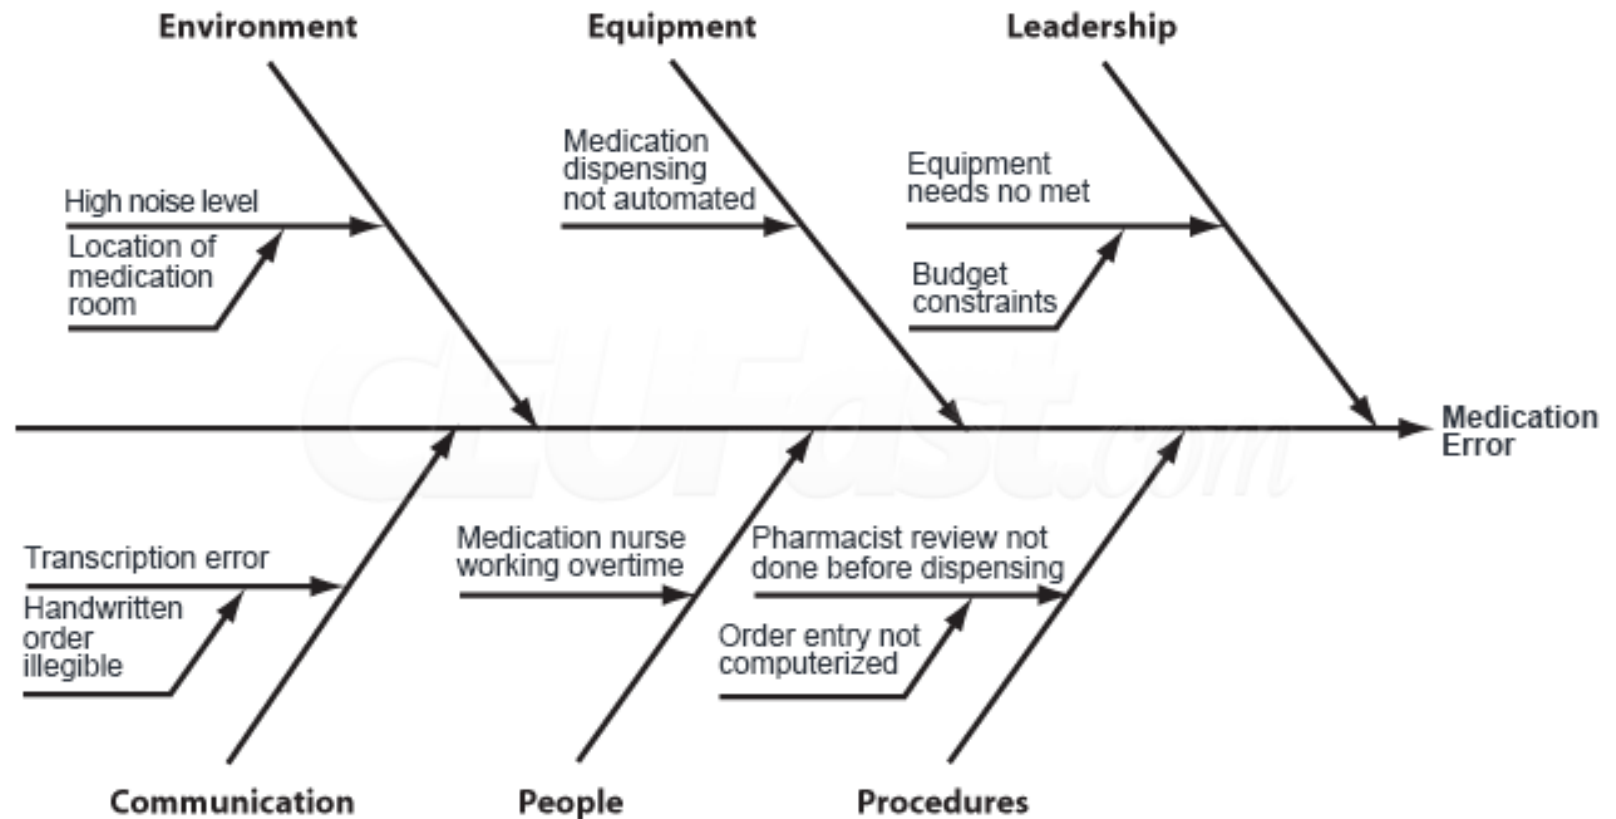 Environment
Equipment
Leadership
Medication
dispensing
not automated
Equipment
needs no met
High noise level
Location of
medication
room
Budget
constraints
CEUFast.com
Medication
Error
Transcription error
Handwritten
order
illegible
Medication nurse
working overtime
Pharmacist review not
done before dispensing
Order entry not
computerized
Communication
People
Procedures